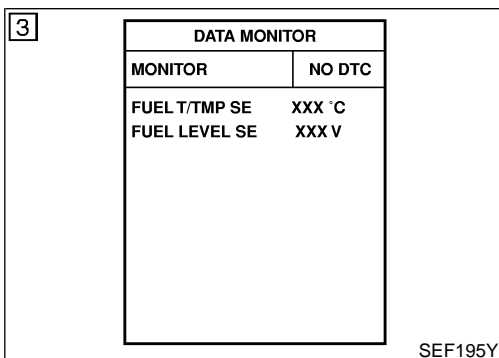 3
DATA MONITOR
MONITOR NO DTC
FUEL T/TMP SE XXX °C
FUEL LEVEL SE XXX V
SEF195Y